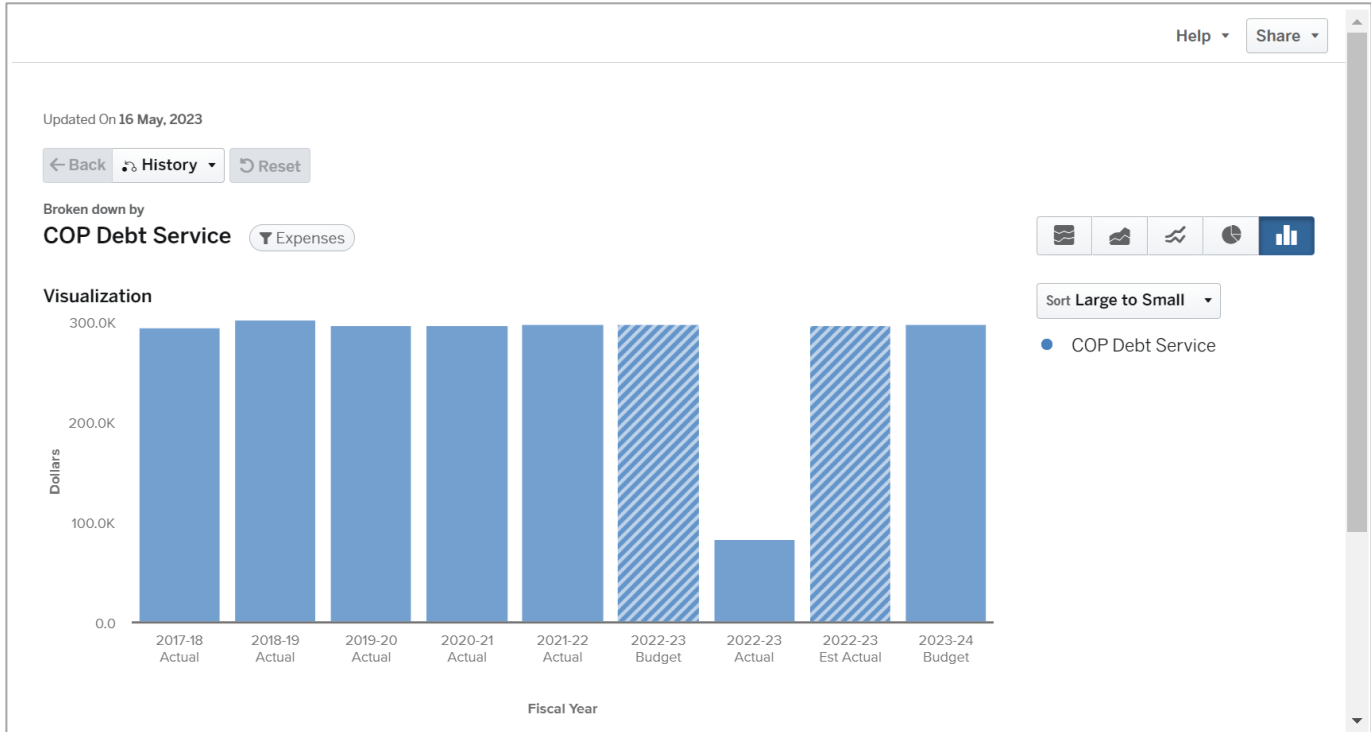 Help
Share
Updated On 16 May, 2023
Back
History
Reset
Broken down by
COP Debt Service
Expenses
Visualization
Sort Large to Small
COP Debt Service
300.0K
200.0K
100.0K
0.0
Dollars
2017-18
Actual
2018-19
Actual
2019-20
Actual
2020-21
Actual
2021-22
Actual
2022-23
Budget
2022-23
Actual
2022-23
Est Actual
2023-24
Budget
Fiscal Year